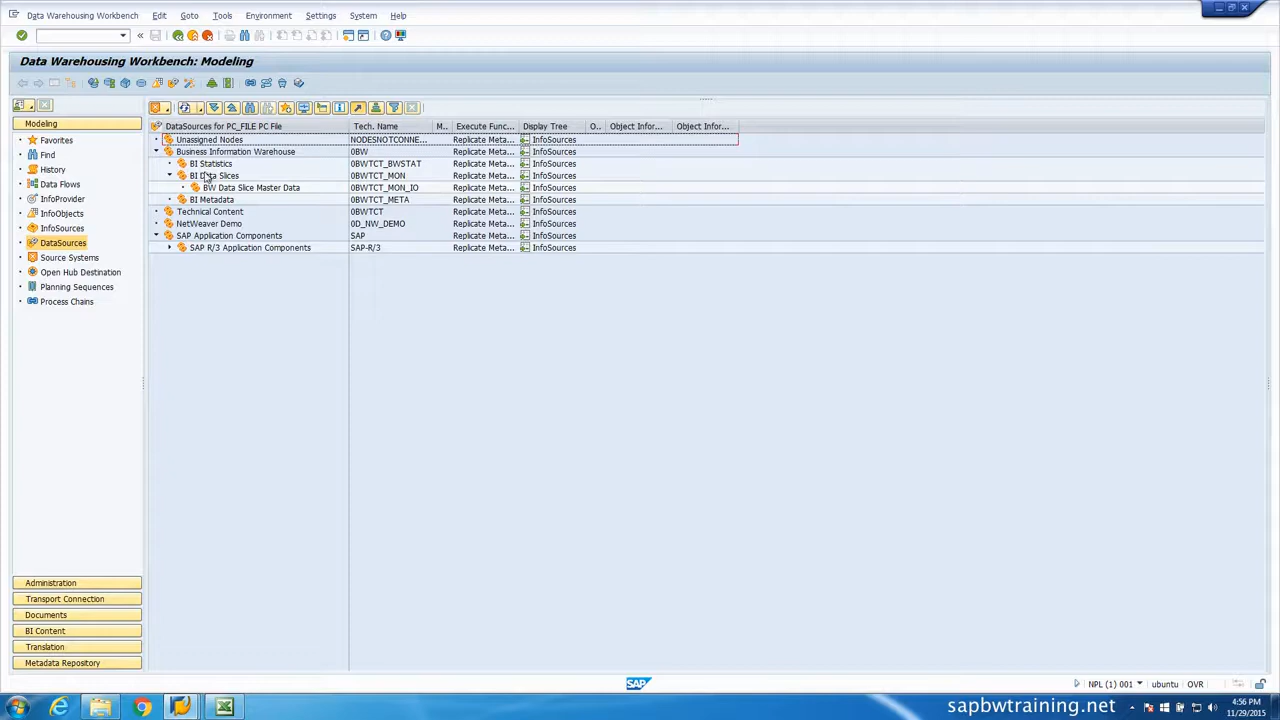 Data Warehousing Workbench Edit Goto Tools Environment Settings System Help
Data Warehousing Workbench: Modeling
Modeling
Favorites
Find
History
Data Flows
InfoProvider
InfoObjects
InfoSources
DataSources
Source Systems
Open Hub Destination
Planning Sequences
Process Chains
Administration
Transport Connection
Documents
BI Content
Translation
Metadata Repository
DataSources for PC_FILE PC File Tech. Name M.. Execute Func... Display Tree O.. Object Infor... Object Infor...
Unassigned Nodes NODESNOTCONNE... Replicate Meta... InfoSources
Business Information Warehouse 0BW Replicate Meta... InfoSources
BI Statistics 0BWTCT_BWSTAT Replicate Meta... InfoSources
BI Data Slices 0BWTCT_MON Replicate Meta... InfoSources
BW Data Slice Master Data 0BWTCT_MON_IO Replicate Meta... InfoSources
BI Metadata 0BWTCT_META Replicate Meta... InfoSources
Technical Content 0BWTCT Replicate Meta... InfoSources
NetWeaver Demo 0D_NW_DEMO Replicate Meta... InfoSources
SAP Application Components SAP Replicate Meta... InfoSources
SAP R/3 Application Components SAP-R/3 Replicate Meta... InfoSources
SAP
NPL (1) 001 ubuntu OVR
sapbwtraining.net
4:56 PM
11/29/2015